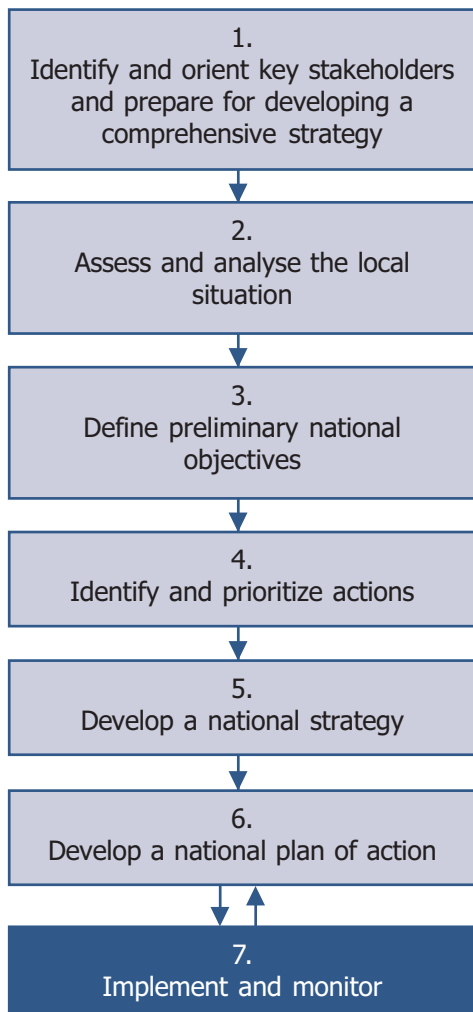 1.
Identify and orient key stakeholders
and prepare for developing a
comprehensive strategy
2.
Assess and analyse the local
situation
3.
Define preliminary national
objectives
4.
Identify and prioritize actions
5.
Develop a national strategy
6.
Develop a national plan of action
7.
Implement and monitor